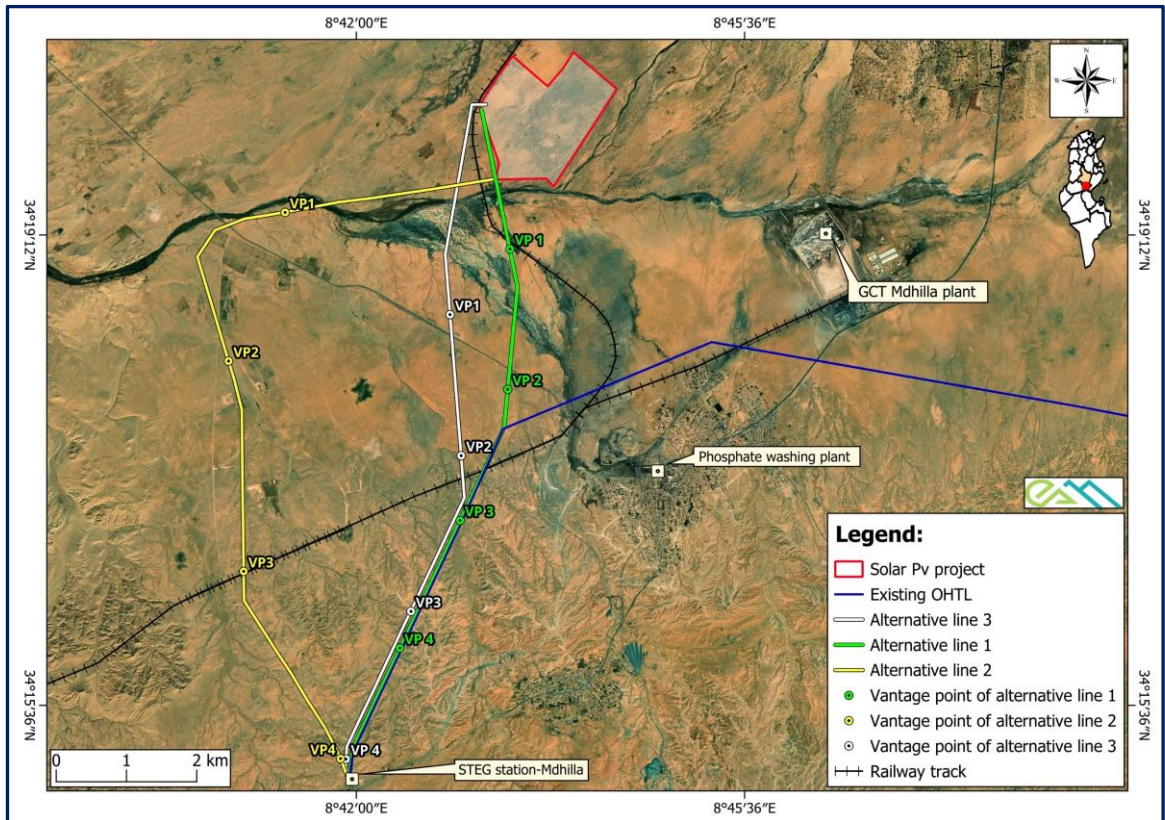 8°42'00"E
8°45'36"E
N
W
E
S
34°19'12"N
34°19'12"N
VP1
VP 1
GCT Mdhilla plant
VP1
VP2
VP 2
VP2
Phosphate washing plant
VP 3
VP3
VP3
VP 4
34°15'36"N
34°15'36"N
VP4
VP 4
STEG station-Mdhilla
0 1 2 km
Legend:
Solar Pv project
Existing OHTL
Alternative line 3
Alternative line 1
Alternative line 2
Vantage point of alternative line 1
Vantage point of alternative line 2
Vantage point of alternative line 3
Railway track
8°42'00"E
8°45'36"E